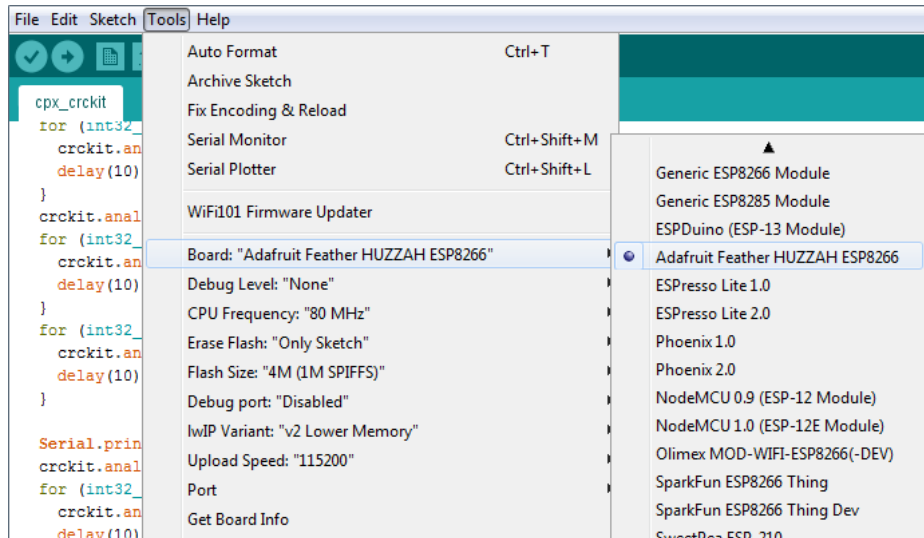 File Edit Sketch Tools Help
cpx_crckit
for (int32_
crckit.an
delay(10)
}
crckit.anal
for (int32_
crckit.an
delay(10)
}
for (int32_
crckit.an
delay(10)
}
Serial.prin
crckit.anal
for (int32_
crckit.an
delay(10)
Auto Format Ctrl+T
Archive Sketch
Fix Encoding & Reload
Serial Monitor Ctrl+Shift+M
Serial Plotter Ctrl+Shift+L
WiFi101 Firmware Updater
Board: "Adafruit Feather HUZZAH ESP8266"
Debug Level: "None"
CPU Frequency: "80 MHz"
Erase Flash: "Only Sketch"
Flash Size: "4M (1M SPIFFS)"
Debug port: "Disabled"
IwIP Variant: "v2 Lower Memory"
Upload Speed: "115200"
Port
Get Board Info
Generic ESP8266 Module
Generic ESP8285 Module
ESPDuino (ESP-13 Module)
Adafruit Feather HUZZAH ESP8266
ESPresso Lite 1.0
ESPresso Lite 2.0
Phoenix 1.0
Phoenix 2.0
NodeMCU 0.9 (ESP-12 Module)
NodeMCU 1.0 (ESP-12E Module)
Olimex MOD-WIFI-ESP8266(-DEV)
SparkFun ESP8266 Thing
SparkFun ESP8266 Thing Dev
SweetPea ESP-210